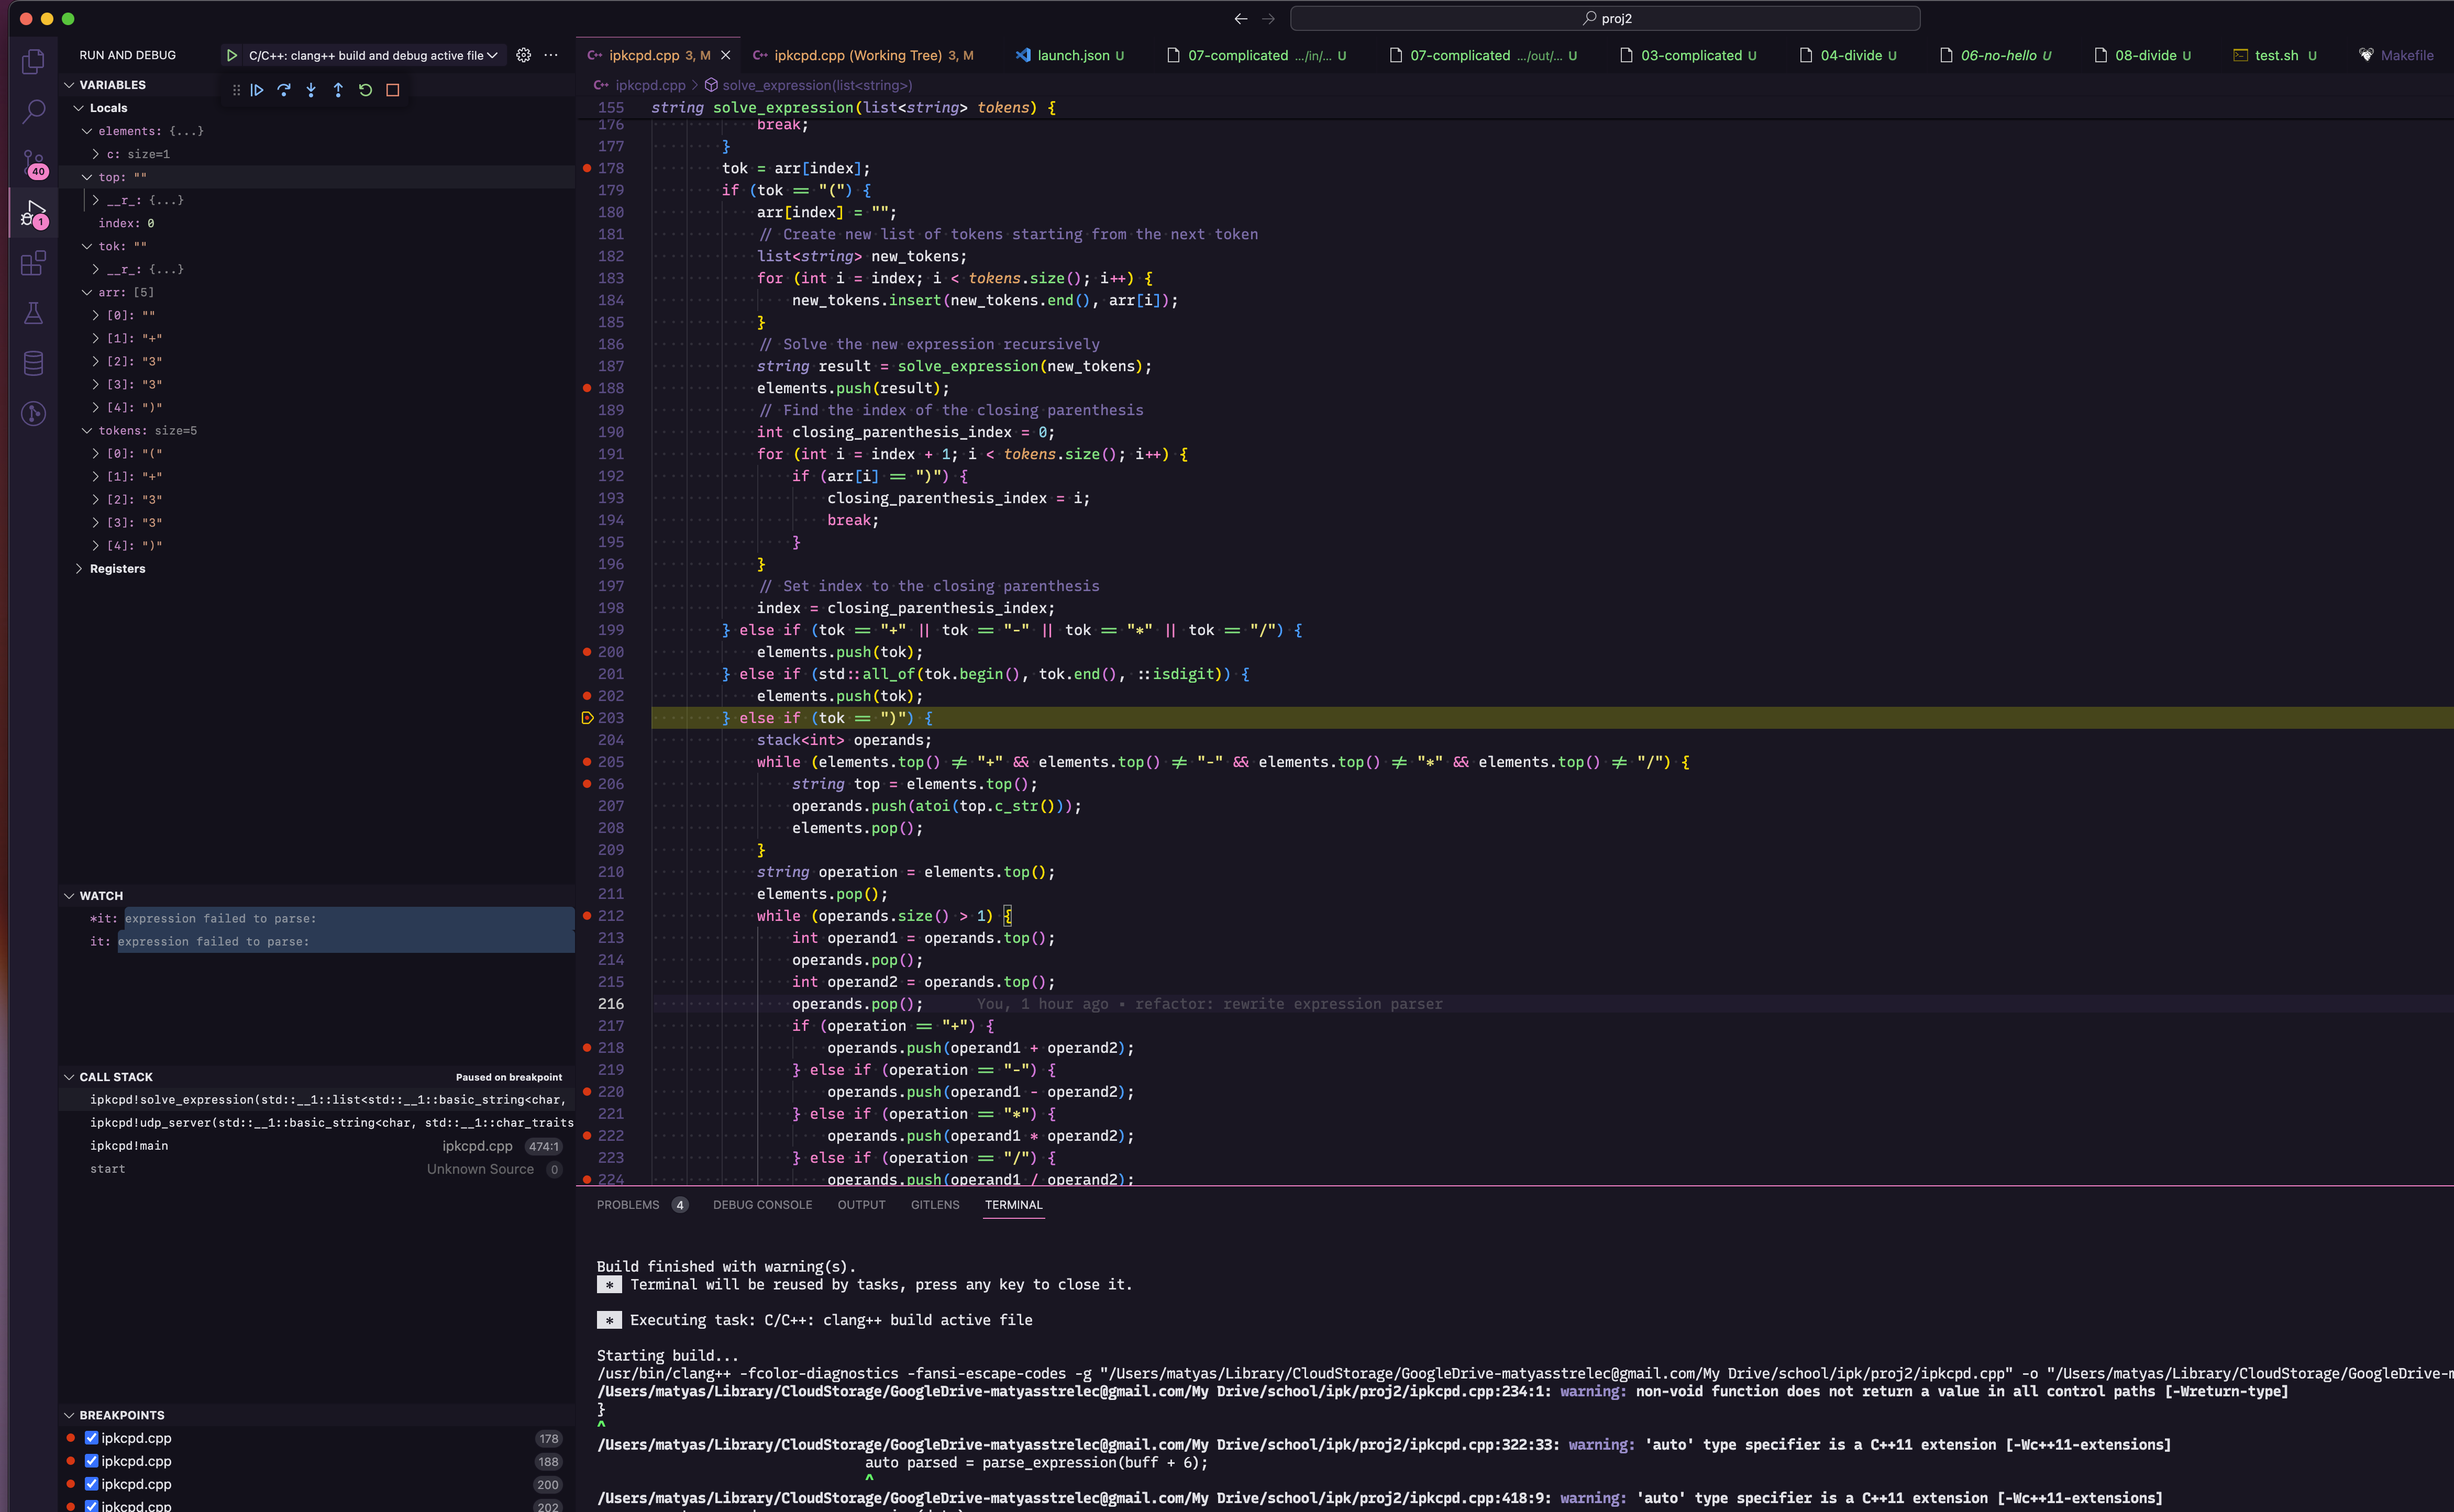 proj2
RUN AND DEBUG
C/C++: clang++ build and debug active file
ipkcpd.cpp 3, M
ipkcpd.cpp (Working Tree) 3, M
launch.json U
07-complicated .../in/... U
07-complicated .../out/... U
03-complicated U
04-divide U
06-no-hello U
08-divide U
test.sh U
Makefile
ipkcpd.cpp > solve_expression(list<string>)
VARIABLES
Locals
elements: {...}
c: size=1
top: ""
__r_: {...}
index: 0
tok: ""
__r_: {...}
arr: [5]
[0]: ""
[1]: "+"
[2]: "3"
[3]: "3"
[4]: ")"
tokens: size=5
[0]: "("
[1]: "+"
[2]: "3"
[3]: "3"
[4]: ")"
Registers
40
1
WATCH
*it: expression failed to parse:
it: expression failed to parse:
CALL STACK
Paused on breakpoint
ipkcpd!solve_expression(std::__1::list<std::__1::basic_string<char,
ipkcpd!udp_server(std::__1::basic_string<char, std::__1::char_traits
ipkcpd!main ipkcpd.cpp 474:1
start Unknown Source 0
BREAKPOINTS
ipkcpd.cpp 178
ipkcpd.cpp 188
ipkcpd.cpp 200
ipkcpd.cpp 202
155 string solve_expression(list<string> tokens) {
176 break;
177 }
178 tok = arr[index];
179 if (tok == "(") {
180 arr[index] = "";
181 // Create new list of tokens starting from the next token
182 list<string> new_tokens;
183 for (int i = index; i < tokens.size(); i++) {
184 new_tokens.insert(new_tokens.end(), arr[i]);
185 }
186 // Solve the new expression recursively
187 string result = solve_expression(new_tokens);
188 elements.push(result);
189 // Find the index of the closing parenthesis
190 int closing_parenthesis_index = 0;
191 for (int i = index + 1; i < tokens.size(); i++) {
192 if (arr[i] == ")") {
193 closing_parenthesis_index = i;
194 break;
195 }
196 }
197 // Set index to the closing parenthesis
198 index = closing_parenthesis_index;
199 } else if (tok == "+" || tok == "-" || tok == "*" || tok == "/") {
200 elements.push(tok);
201 } else if (std::all_of(tok.begin(), tok.end(), ::isdigit)) {
202 elements.push(tok);
203 } else if (tok == ")") {
204 stack<int> operands;
205 while (elements.top() != "+" && elements.top() != "-" && elements.top() != "*" && elements.top() != "/") {
206 string top = elements.top();
207 operands.push(atoi(top.c_str()));
208 elements.pop();
209 }
210 string operation = elements.top();
211 elements.pop();
212 while (operands.size() > 1) {
213 int operand1 = operands.top();
214 operands.pop();
215 int operand2 = operands.top();
216 operands.pop(); You, 1 hour ago • refactor: rewrite expression parser
217 if (operation == "+") {
218 operands.push(operand1 + operand2);
219 } else if (operation == "-") {
220 operands.push(operand1 - operand2);
221 } else if (operation == "*") {
222 operands.push(operand1 * operand2);
223 } else if (operation == "/") {
224 operands.push(operand1 / operand2);
PROBLEMS 4 DEBUG CONSOLE OUTPUT GITLENS TERMINAL
Build finished with warning(s).
* Terminal will be reused by tasks, press any key to close it.
* Executing task: C/C++: clang++ build active file
Starting build...
/usr/bin/clang++ -fcolor-diagnostics -fansi-escape-codes -g "/Users/matyas/Library/CloudStorage/GoogleDrive-matyasstrelec@gmail.com/My Drive/school/ipk/proj2/ipkcpd.cpp" -o "/Users/matyas/Library/CloudStorage/GoogleDrive-m
/Users/matyas/Library/CloudStorage/GoogleDrive-matyasstrelec@gmail.com/My Drive/school/ipk/proj2/ipkcpd.cpp:234:1: warning: non-void function does not return a value in all control paths [-Wreturn-type]
}
^
/Users/matyas/Library/CloudStorage/GoogleDrive-matyasstrelec@gmail.com/My Drive/school/ipk/proj2/ipkcpd.cpp:322:33: warning: 'auto' type specifier is a C++11 extension [-Wc++11-extensions]
auto parsed = parse_expression(buff + 6);
^
/Users/matyas/Library/CloudStorage/GoogleDrive-matyasstrelec@gmail.com/My Drive/school/ipk/proj2/ipkcpd.cpp:418:9: warning: 'auto' type specifier is a C++11 extension [-Wc++11-extensions]